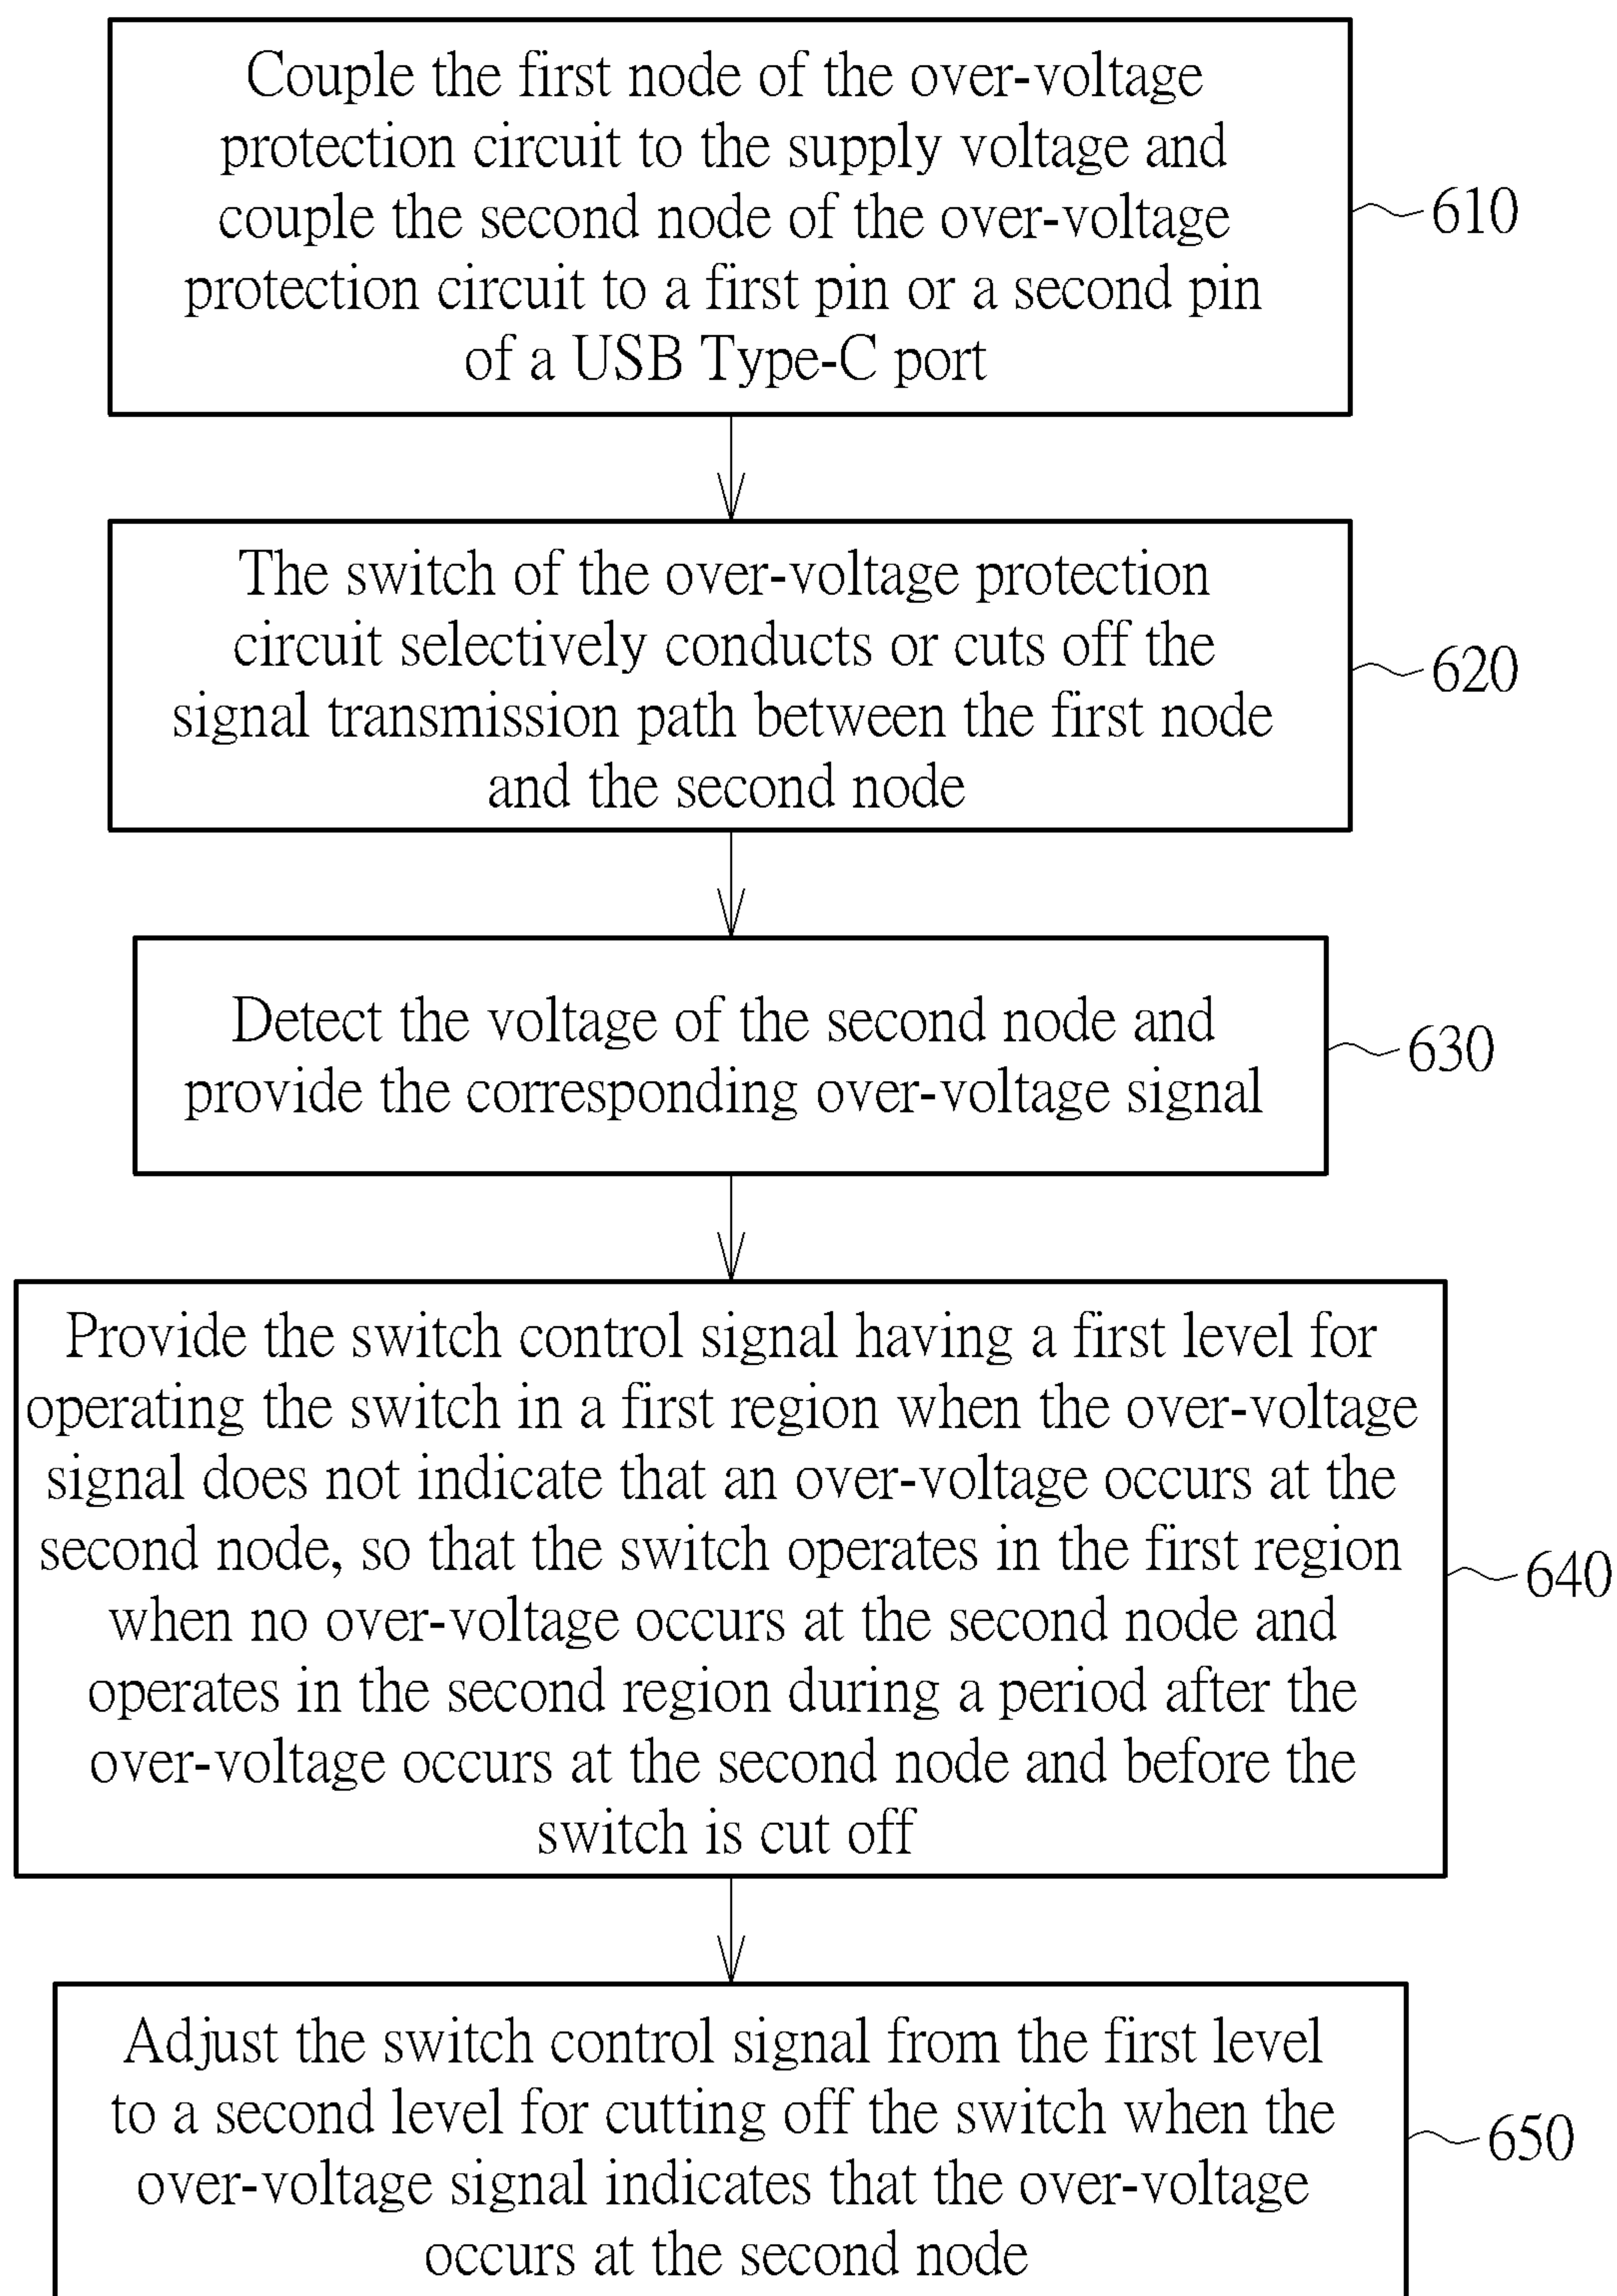 Couple the first node of the over-voltage
protection circuit to the supply voltage and
couple the second node of the over-voltage
protection circuit to a first pin or a second pin
of a USB Type-C port
610
The switch of the over-voltage protection
circuit selectively conducts or cuts off the
signal transmission path between the first node
and the second node
620
Detect the voltage of the second node and
provide the corresponding over-voltage signal
630
Provide the switch control signal having a first level for
operating the switch in a first region when the over-voltage
signal does not indicate that an over-voltage occurs at the
second node, so that the switch operates in the first region
when no over-voltage occurs at the second node and
operates in the second region during a period after the
over-voltage occurs at the second node and before the
switch is cut off
640
Adjust the switch control signal from the first level
to a second level for cutting off the switch when the
over-voltage signal indicates that the over-voltage
occurs at the second node
650